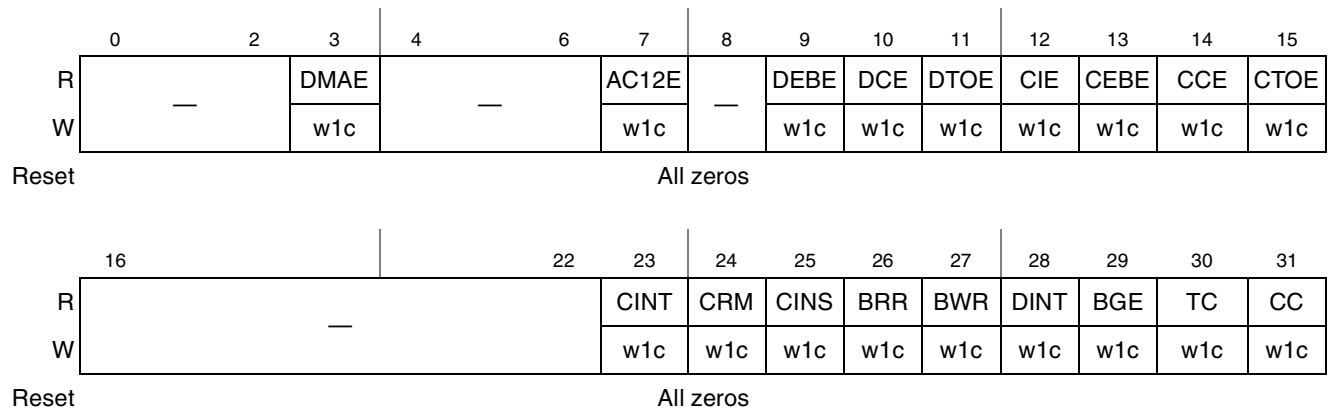 0 2 3 4 6 7 8 9 10 11 12 13 14 15
R — DMAE — AC12E — DEBE DCE DTOE CIE CEBE CCE CTOE
W w1c w1c w1c w1c w1c w1c w1c w1c w1c
Reset All zeros
16 22 23 24 25 26 27 28 29 30 31
R — CINT CRM CINS BRR BWR DINT BGE TC CC
W w1c w1c w1c w1c w1c w1c w1c w1c w1c
Reset All zeros